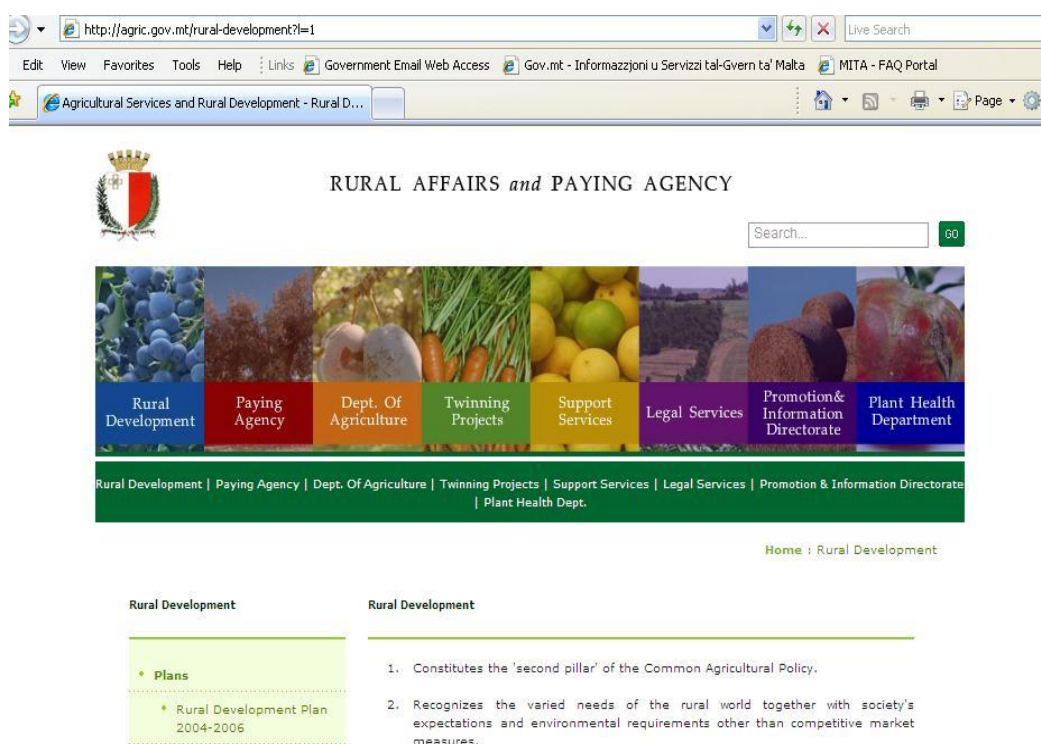 http://agric.gov.mt/rural-development?l=1
Live Search
Edit View Favorites Tools Help Links Government Email Web Access Gov.mt - Informazzjoni u Servizzi tal-Gvern ta' Malta MITA - FAQ Portal
Agricultural Services and Rural Development - Rural D...
Page
RURAL AFFAIRS and PAYING AGENCY
Search...
GO
Rural
Development
Paying
Agency
Dept. Of
Agriculture
Twinning
Projects
Support
Services
Legal Services
Promotion&
Information
Directorate
Plant Health
Department
Rural Development | Paying Agency | Dept. Of Agriculture | Twinning Projects | Support Services | Legal Services | Promotion & Information Directorate
| Plant Health Dept.
Home : Rural Development
Rural Development
Plans
Rural Development Plan
2004-2006
Rural Development
1. Constitutes the 'second pillar' of the Common Agricultural Policy.
2. Recognizes the varied needs of the rural world together with society's
expectations and environmental requirements other than competitive market
measures.